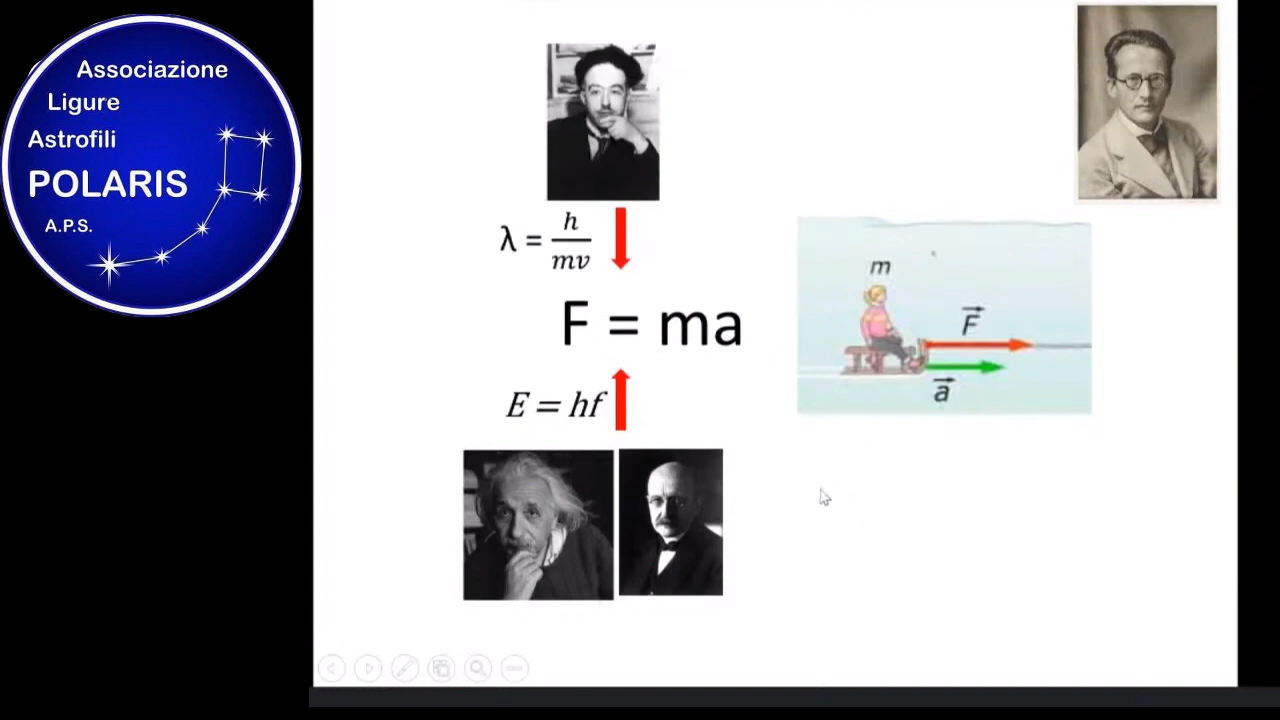 Associazione
Ligure
Astrofili
POLARIS
A.P.S.
λ = h/mv
F = ma
E = hf
m
F
a